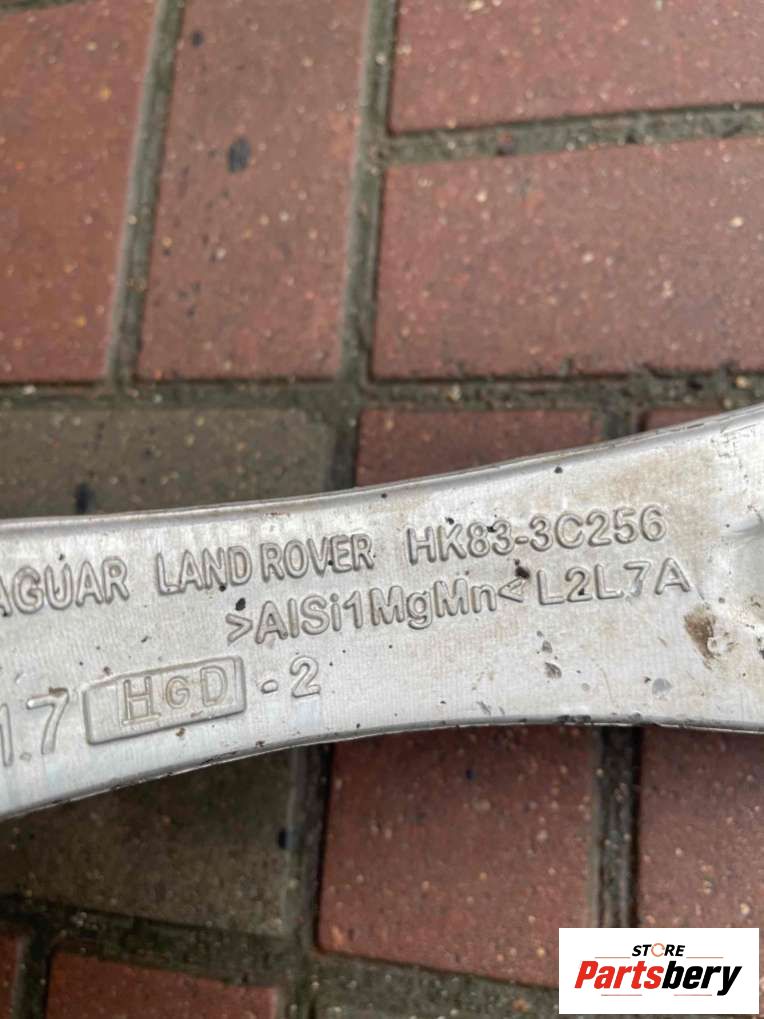 AGUAR LAND ROVER HK83-3C256
>AlSi1MgMn< L2L7A
17 HGD -2
STORE
Partsbery